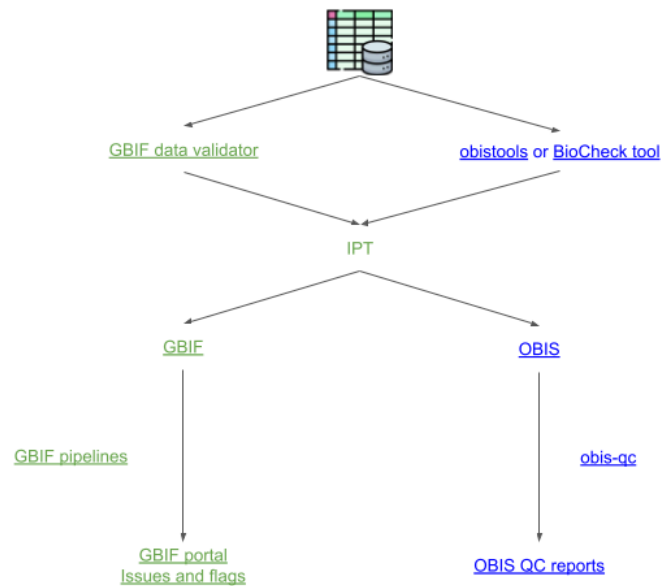 GBIF data validator
obistools or BioCheck tool
IPT
GBIF
OBIS
GBIF pipelines
obis-qc
GBIF portal
Issues and flags
OBIS QC reports